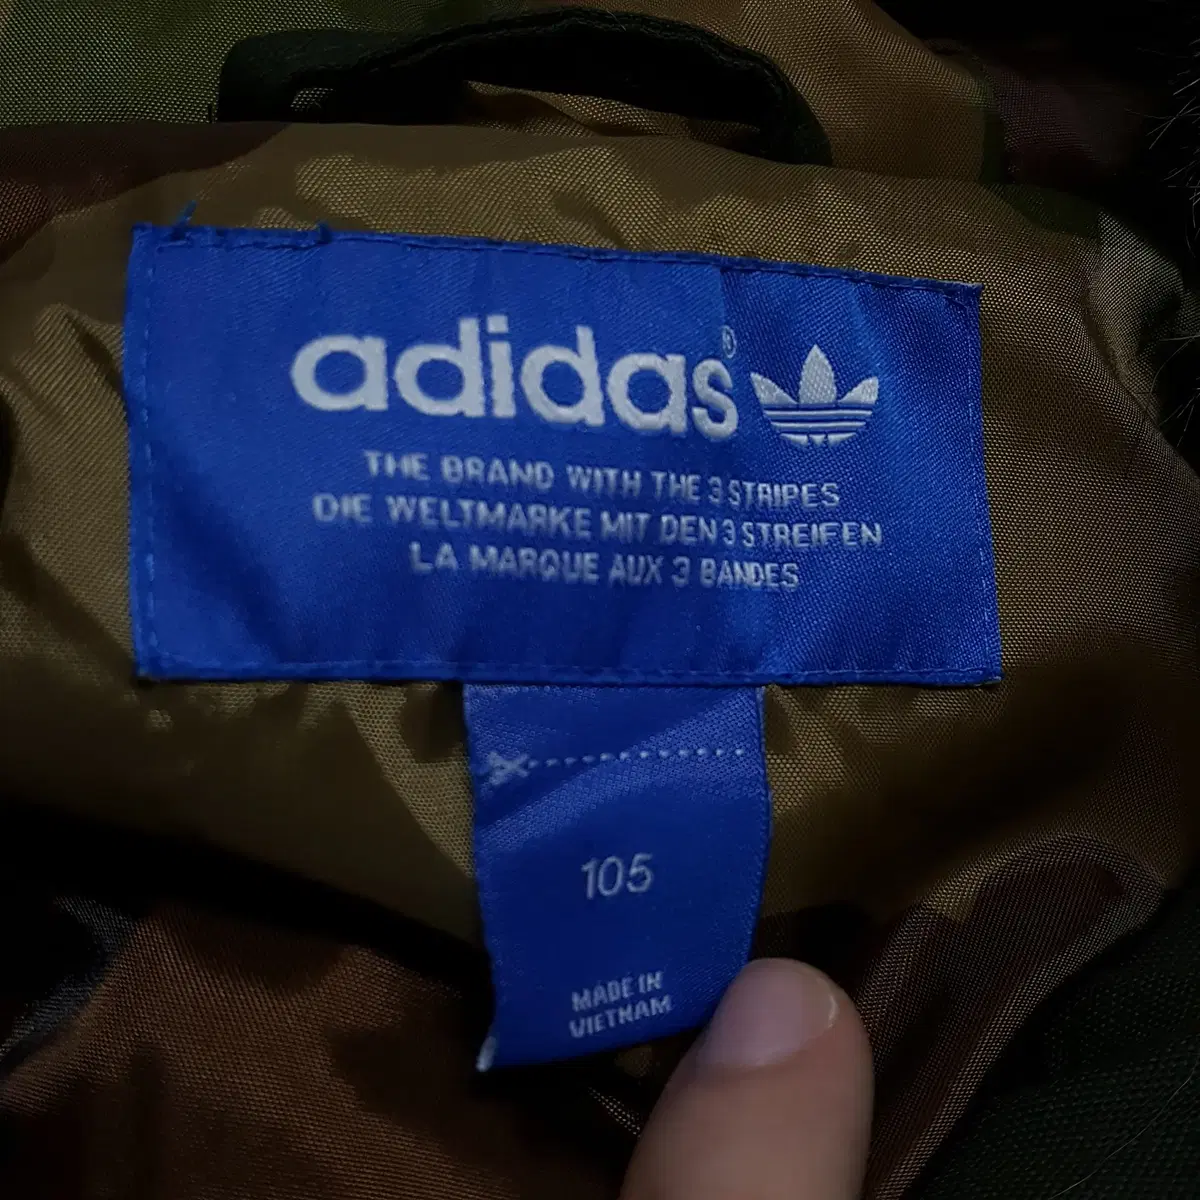 adidas®
THE BRAND WITH THE 3 STRIPES
DIE WELTMARKE MIT DEN 3 STREIFEN
LA MARQUE AUX 3 BANDES
105
MADE IN
VIETNAM